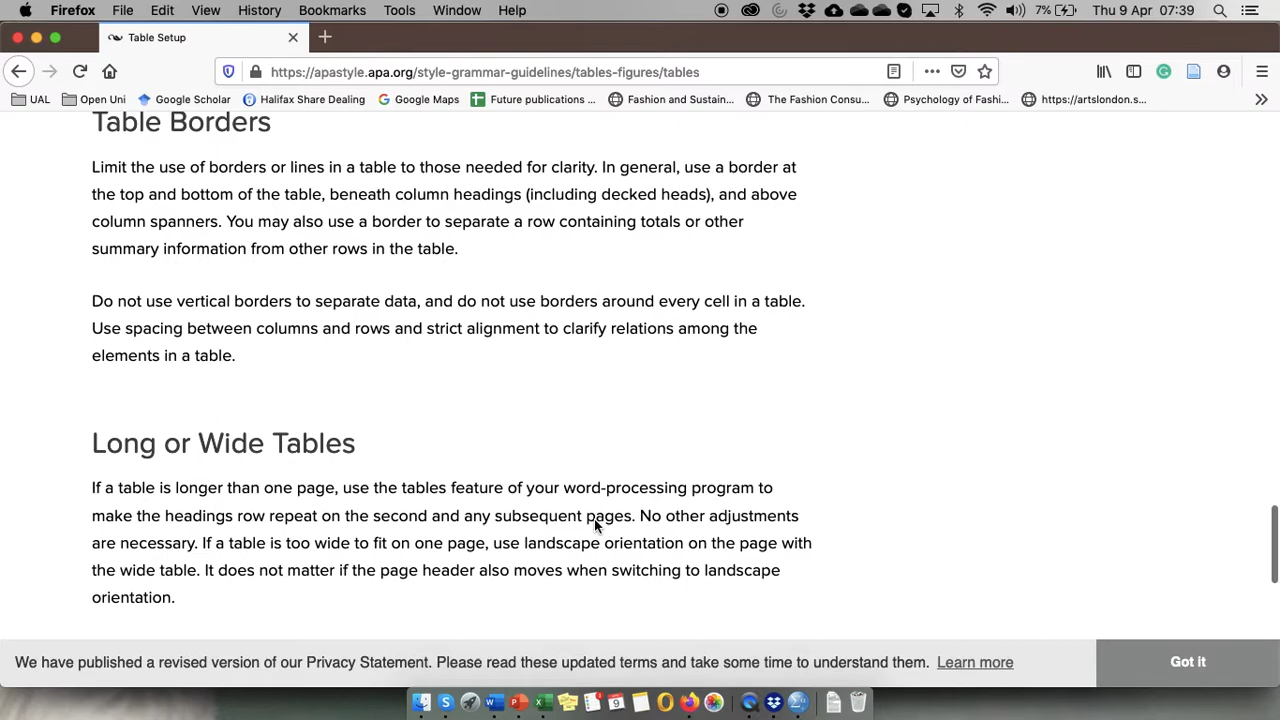 Firefox File Edit View History Bookmarks Tools Window Help 7% Thu 9 Apr 07:39
Table Setup
https://apastyle.apa.org/style-grammar-guidelines/tables-figures/tables
UAL Open Uni Google Scholar Halifax Share Dealing Google Maps Future publications ... Fashion and Sustain... The Fashion Consu... Psychology of Fashi... https://artslondon.s...
Table Borders
Limit the use of borders or lines in a table to those needed for clarity. In general, use a border at
the top and bottom of the table, beneath column headings (including decked heads), and above
column spanners. You may also use a border to separate a row containing totals or other
summary information from other rows in the table.
Do not use vertical borders to separate data, and do not use borders around every cell in a table.
Use spacing between columns and rows and strict alignment to clarify relations among the
elements in a table.
Long or Wide Tables
If a table is longer than one page, use the tables feature of your word-processing program to
make the headings row repeat on the second and any subsequent pages. No other adjustments
are necessary. If a table is too wide to fit on one page, use landscape orientation on the page with
the wide table. It does not matter if the page header also moves when switching to landscape
orientation.
We have published a revised version of our Privacy Statement. Please read these updated terms and take some time to understand them. Learn more Got it